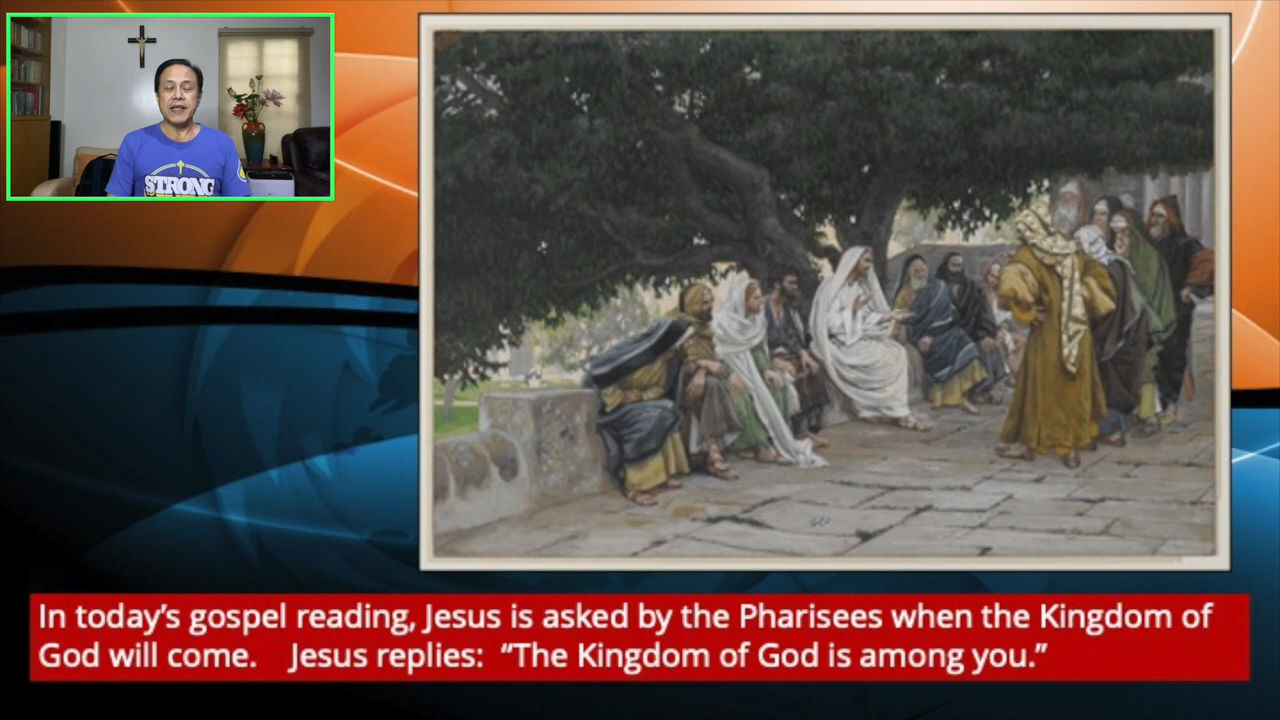 STRONG
In today's gospel reading, Jesus is asked by the Pharisees when the Kingdom of
God will come. Jesus replies: “The Kingdom of God is among you.”